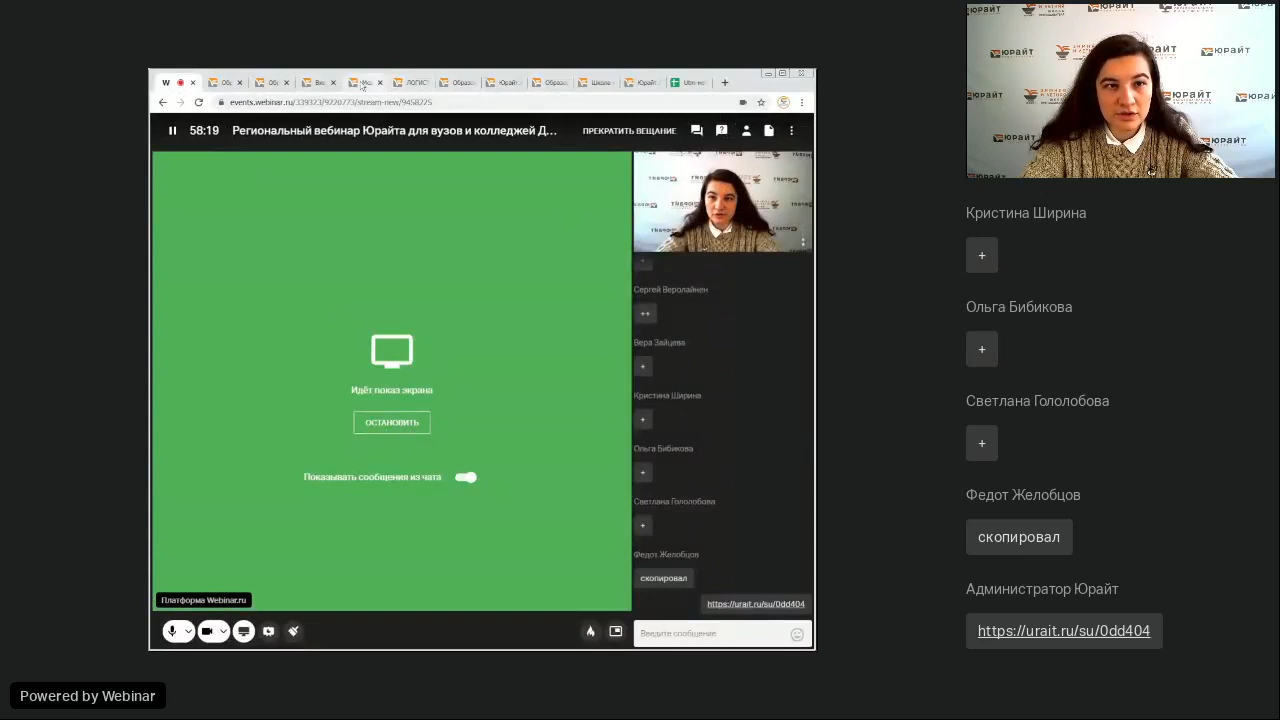 events.webinar.ru/339323/9220773/stream-new/9458225
58:19
Региональный вебинар Юрайта для вузов и колледжей Д...
ПРЕКРАТИТЬ ВЕЩАНИЕ
Идёт показ экрана
ОСТАНОВИТЬ
Показывать сообщения из чата
Платформа Webinar.ru
Сергей Веролайнен
++
Вера Зайцева
+
Кристина Ширина
+
Ольга Бибикова
+
Светлана Гололобова
+
Федот Желобцов
скопировал
https://urait.ru/su/0dd404
Введите сообщение
ЮРАЙТ
Кристина Ширина
+
Ольга Бибикова
+
Светлана Гололобова
+
Федот Желобцов
скопировал
Администратор Юрайт
https://urait.ru/su/0dd404
Powered by Webinar